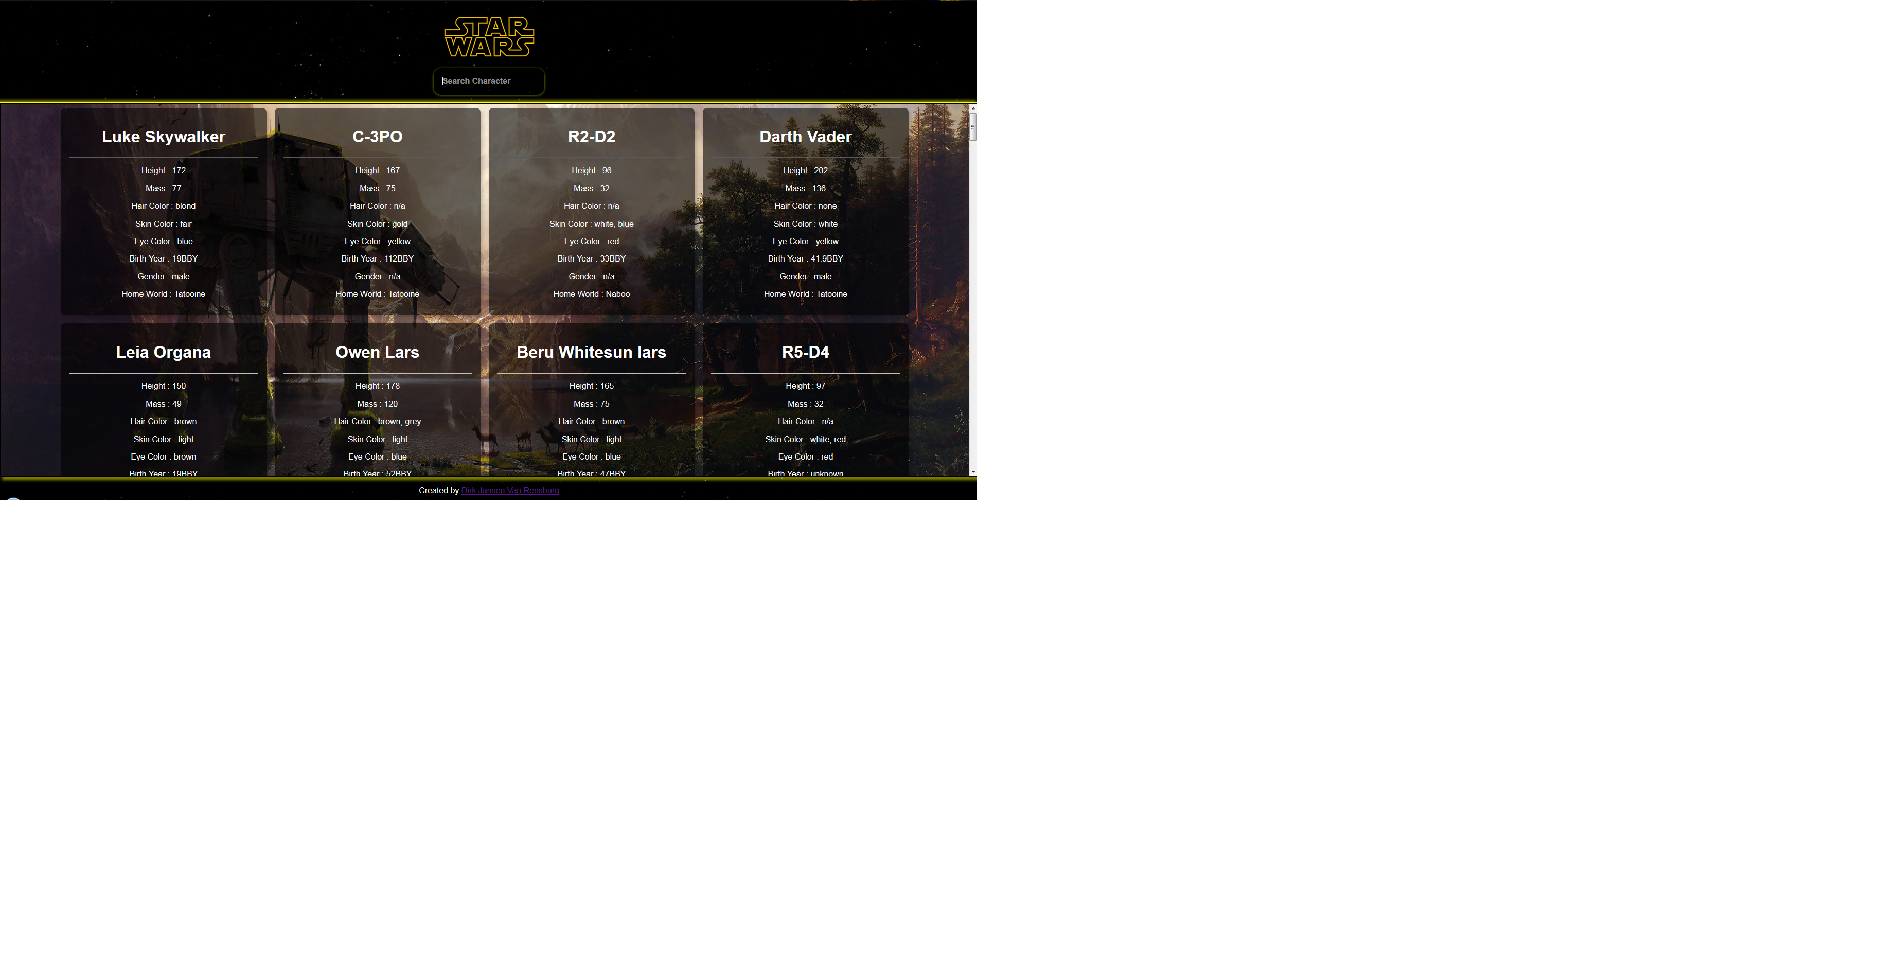 STAR
WARS
Search Character
Luke Skywalker
Height : 172
Mass : 77
Hair Color : blond
Skin Color : fair
Eye Color : blue
Birth Year : 19BBY
Gender : male
Home World : Tatooine
C-3PO
Height : 167
Mass : 75
Hair Color : n/a
Skin Color : gold
Eye Color : yellow
Birth Year : 112BBY
Gender : n/a
Home World : Tatooine
R2-D2
Height : 96
Mass : 32
Hair Color : n/a
Skin Color : white, blue
Eye Color : red
Birth Year : 33BBY
Gender : n/a
Home World : Naboo
Darth Vader
Height : 202
Mass : 136
Hair Color : none
Skin Color : white
Eye Color : yellow
Birth Year : 41.9BBY
Gender : male
Home World : Tatooine
Leia Organa
Height : 150
Mass : 49
Hair Color : brown
Skin Color : light
Eye Color : brown
Birth Year : 19BBY
Owen Lars
Height : 178
Mass : 120
Hair Color : brown, grey
Skin Color : light
Eye Color : blue
Birth Year : 52BBY
Beru Whitesun lars
Height : 165
Mass : 75
Hair Color : brown
Skin Color : light
Eye Color : blue
Birth Year : 47BBY
R5-D4
Height : 97
Mass : 32
Hair Color : n/a
Skin Color : white, red
Eye Color : red
Birth Year : unknown
Created by Dirk Jansen Van Rensburg